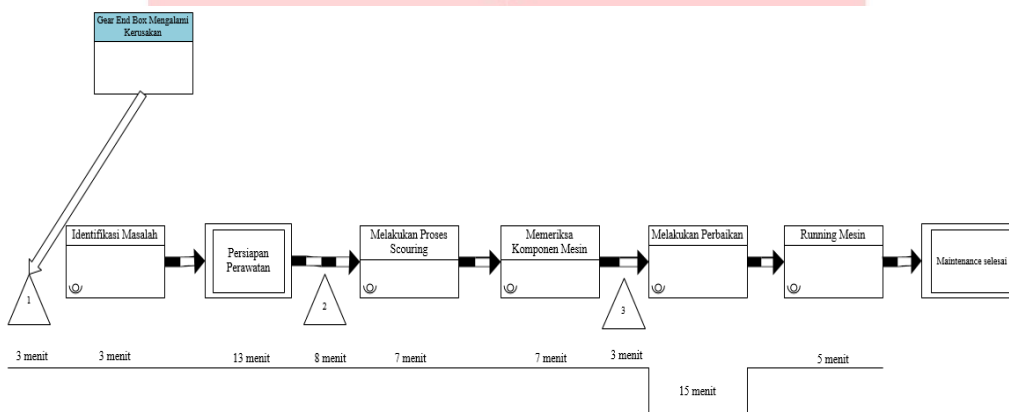 Gear End Box Mengalami
Kerusakan
Identifikasi Masalah
Persiapan
Perawatan
Melakukan Proses
Scouring
Memeriksa
Komponen Mesin
Melakukan Perbaikan
Running Mesin
Maintenance selesai
1
2
3
3 menit
3 menit
13 menit
8 menit
7 menit
7 menit
3 menit
15 menit
5 menit